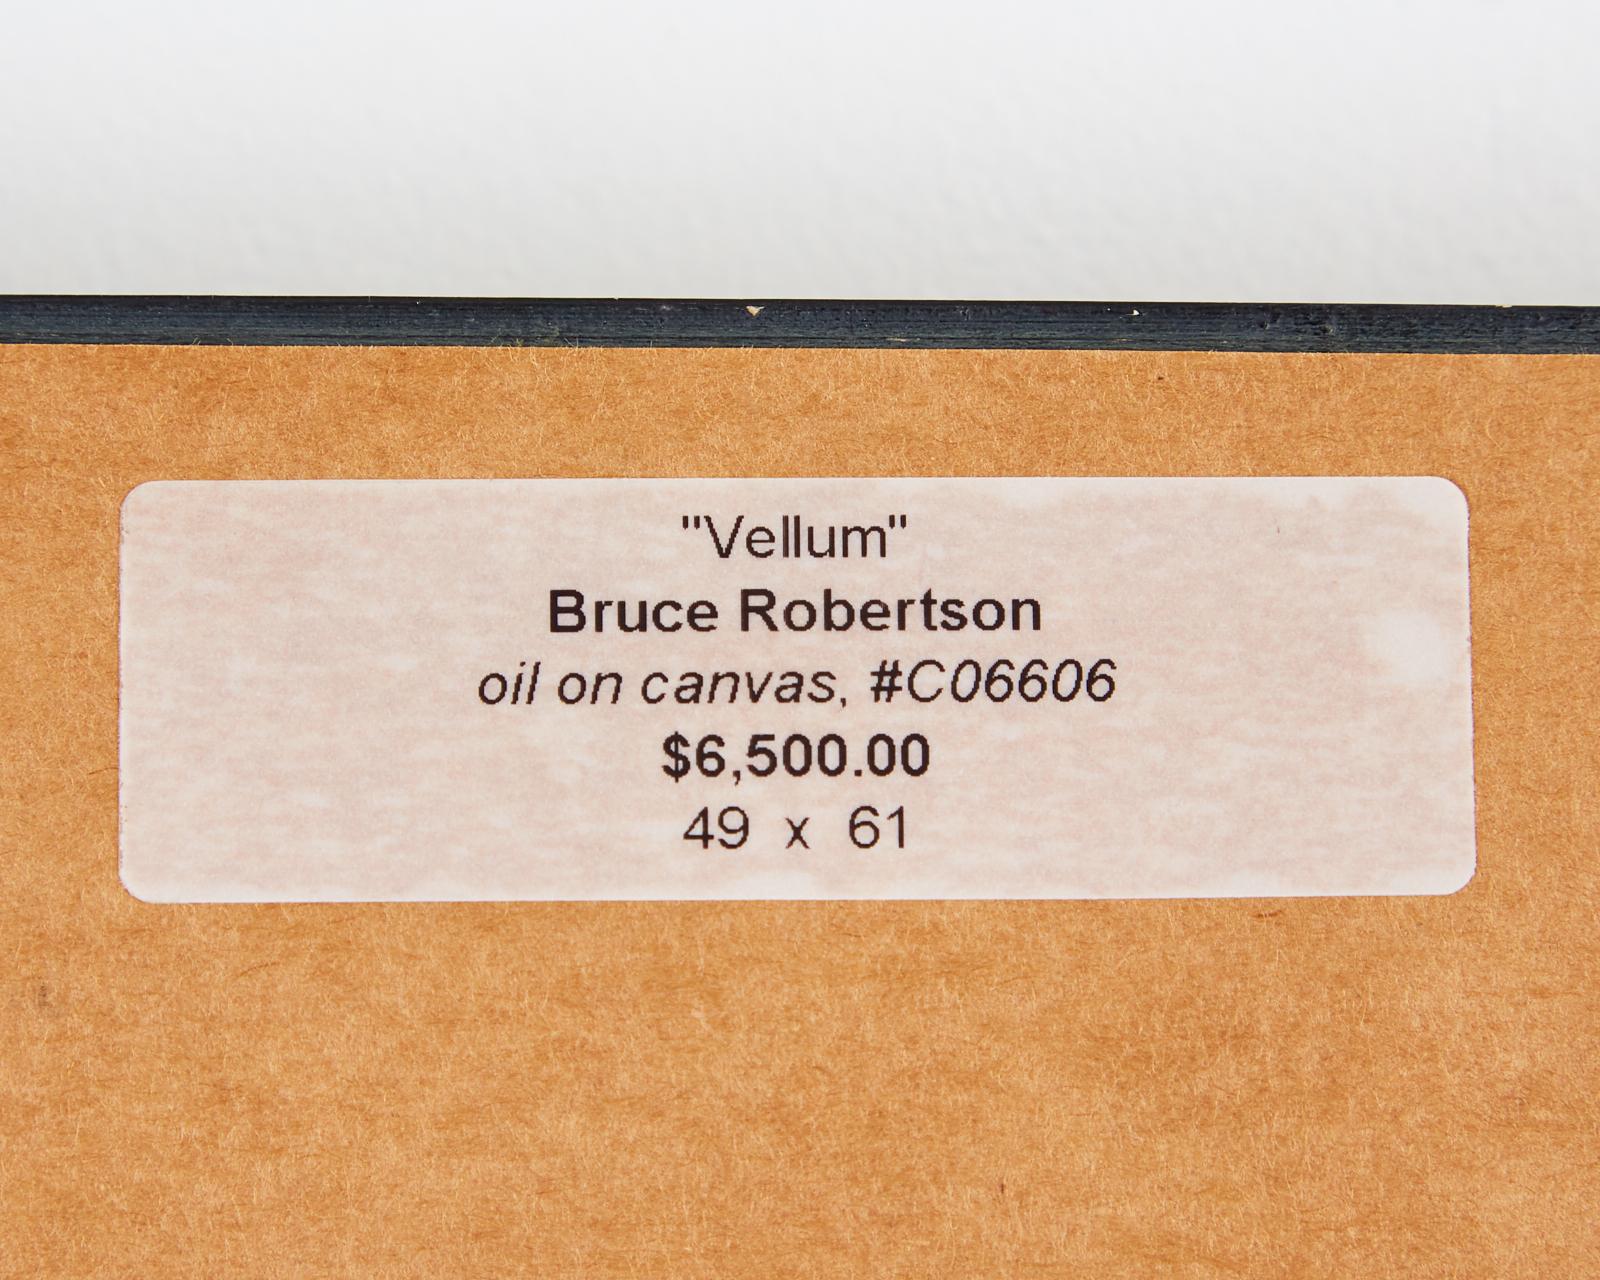 "Vellum"
Bruce Robertson
oil on canvas, #C06606
$6,500.00
49 x 61